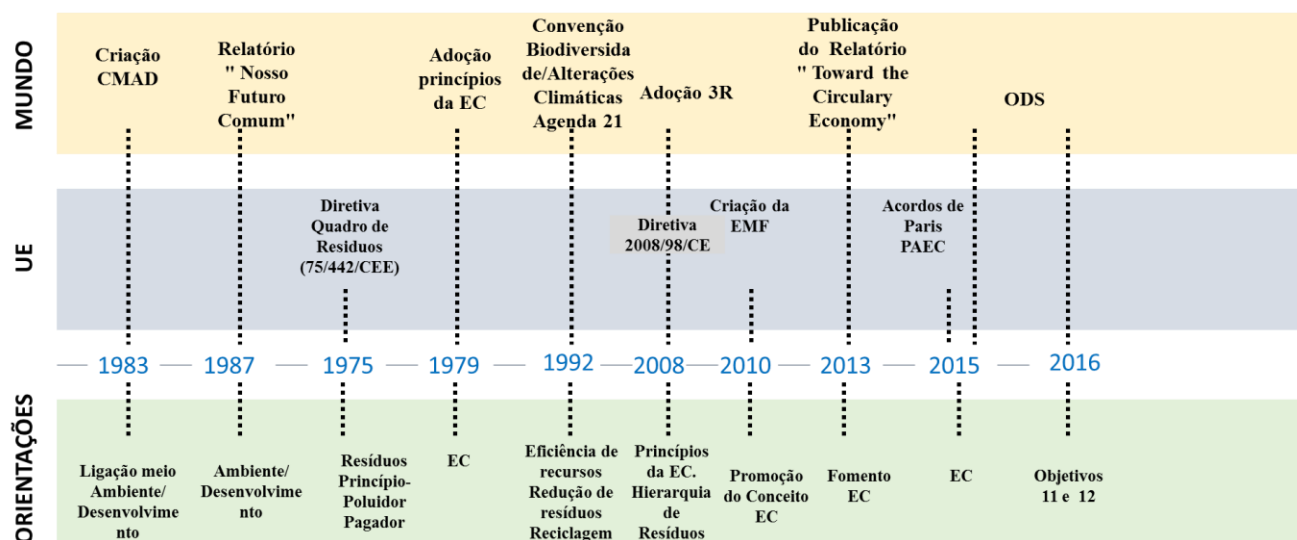 MUNDO
Criação
CMAD
Relatório
" Nosso
Futuro
Comum"
Adoção
princípios
da EC
Convenção
Biodiversida
de/Alterações
Climáticas
Agenda 21
Adoção 3R
Publicação
do Relatório
" Toward the
Circulary
Economy"
ODS
UE
Diretiva
Quadro de
Residuos
(75/442/CEE)
Diretiva
2008/98/CE
Criação da
EMF
Acordos de
Paris
PAEC
1983
1987
1975
1979
1992
2008
2010
2013
2015
2016
ORIENTAÇÕES
Ligação meio
Ambiente/
Desenvolvime
nto
Ambiente/
Desenvolvime
nto
Resíduos
Princípio-
Poluidor
Pagador
EC
Eficiência de
recursos
Redução de
resíduos
Reciclagem
Princípios
da EC.
Hierarquia
de
Resíduos
Promoção
do Conceito
EC
Fomento
EC
EC
Objetivos
11 e 12